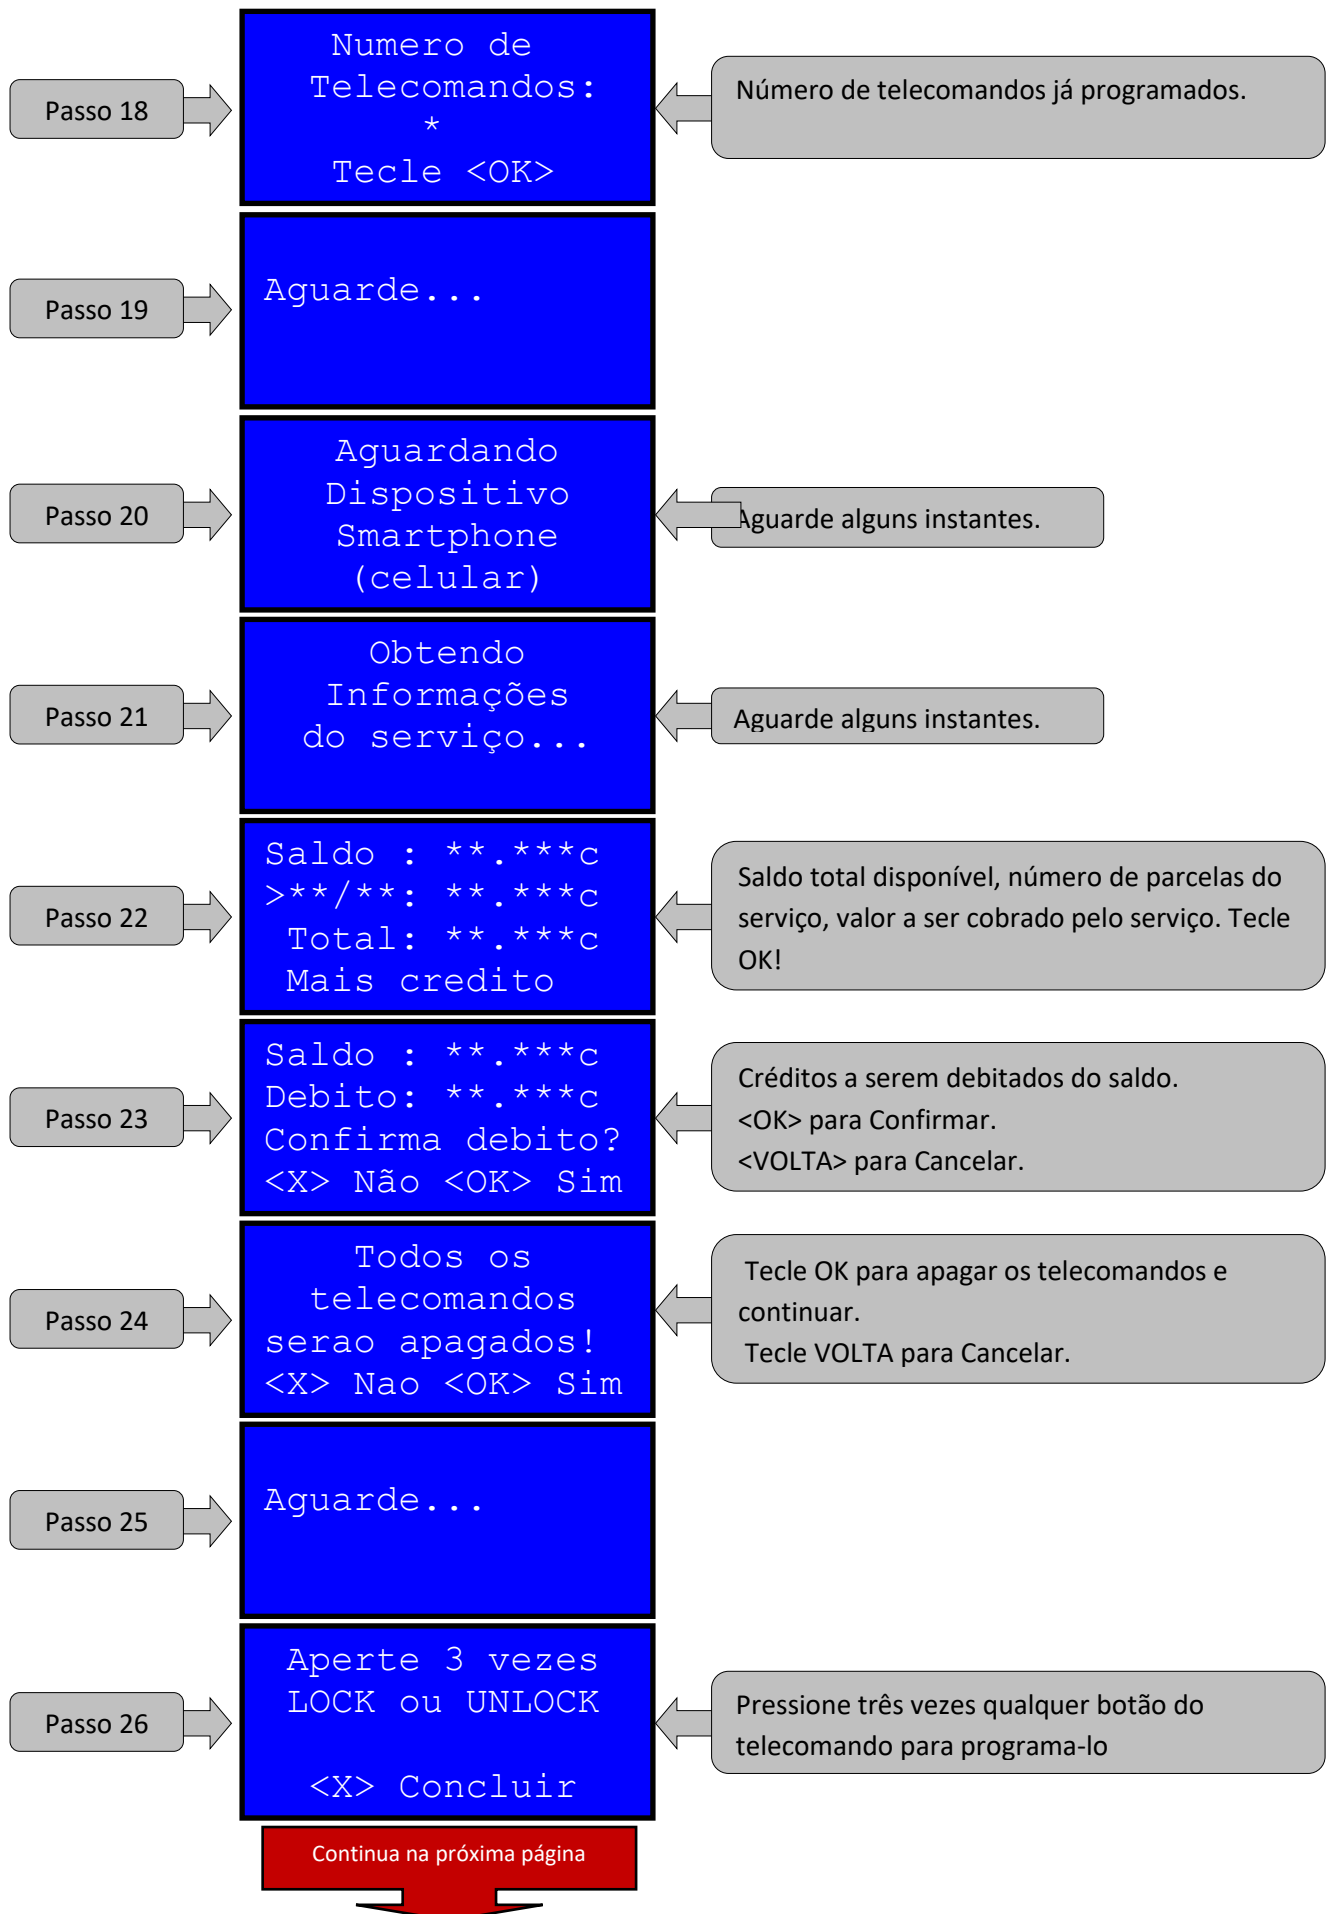 Passo 18
Numero de
Telecomandos:
*
Tecle <OK>
Número de telecomandos já programados.
Passo 19
Aguarde...
Passo 20
Aguardando
Dispositivo
Smartphone
(celular)
Aguarde alguns instantes.
Passo 21
Obtendo
Informações
do serviço...
Aguarde alguns instantes.
Passo 22
Saldo : **.***c
>**/**: **.***c
Total: **.***c
Mais credito
Saldo total disponível, número de parcelas do
serviço, valor a ser cobrado pelo serviço. Tecle
OK!
Passo 23
Saldo : **.***c
Debito: **.***c
Confirma debito?
<X> Não <OK> Sim
Créditos a serem debitados do saldo.
<OK> para Confirmar.
<VOLTA> para Cancelar.
Passo 24
Todos os
telecomandos
serao apagados!
<X> Nao <OK> Sim
Tecle OK para apagar os telecomandos e
continuar.
Tecle VOLTA para Cancelar.
Passo 25
Aguarde...
Passo 26
Aperte 3 vezes
LOCK ou UNLOCK
<X> Concluir
Pressione três vezes qualquer botão do
telecomando para programa-lo
Continua na próxima página